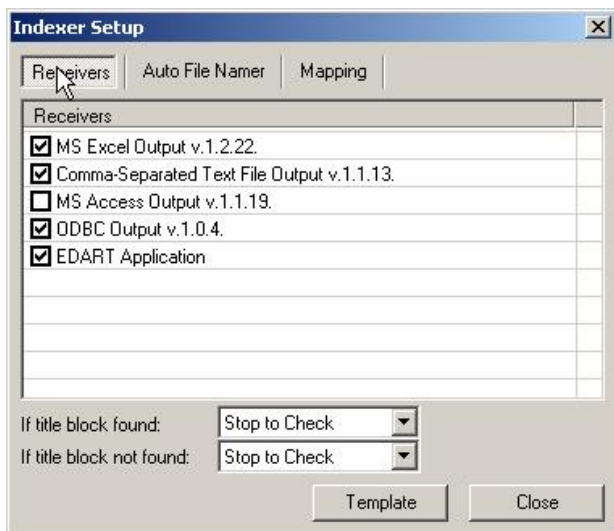 Indexer Setup
Receivers Auto File Namer Mapping
Receivers
MS Excel Output v.1.2.22.
Comma-Separated Text File Output v.1.1.13.
MS Access Output v.1.1.19.
ODBC Output v.1.0.4.
EDART Application
If title block found: Stop to Check
If title block not found: Stop to Check
Template Close